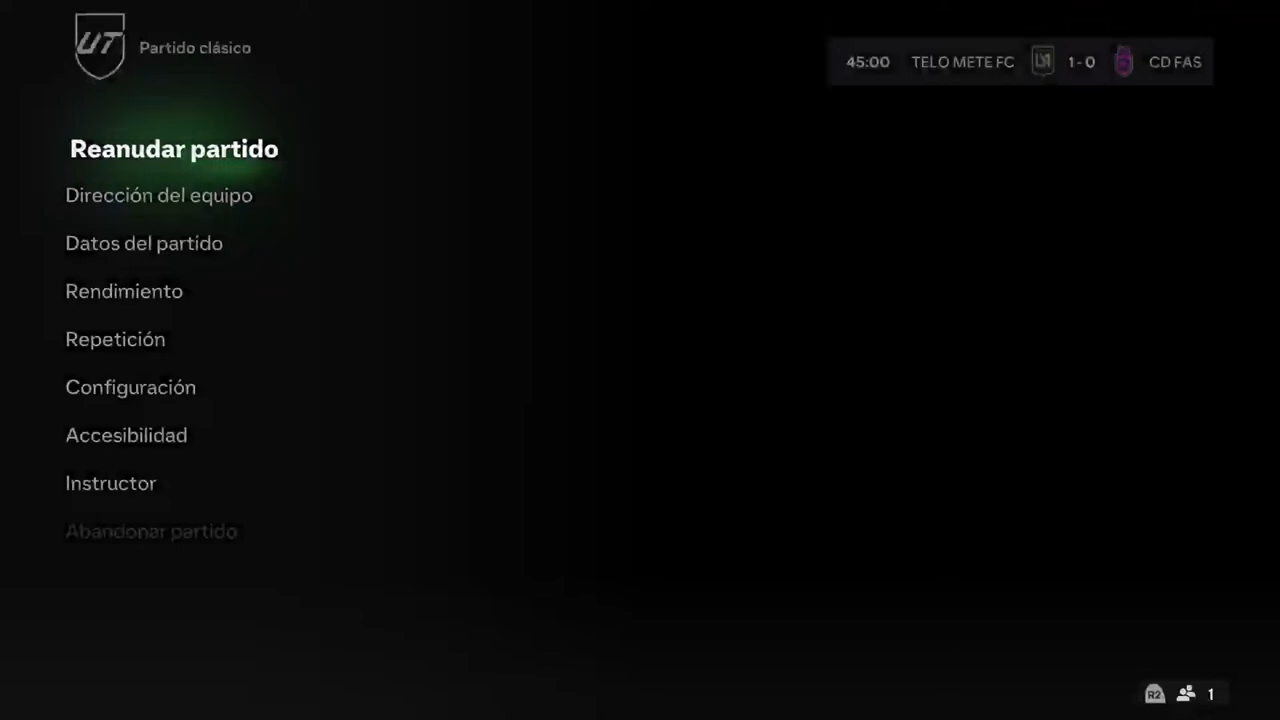 UT
Partido clásico
45:00 TELO METE FC 1-0 CD FAS
Reanudar partido
Dirección del equipo
Datos del partido
Rendimiento
Repetición
Configuración
Accesibilidad
Instructor
Abandonar partido
R2 1